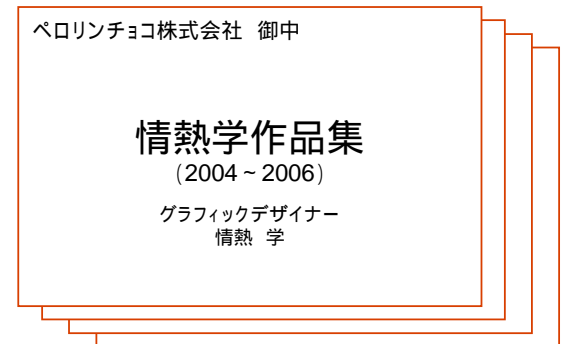 ペロリンチョコ株式会社 御中
情熱学作品集
（2004～2006）
グラフィックデザイナー
情熱 学